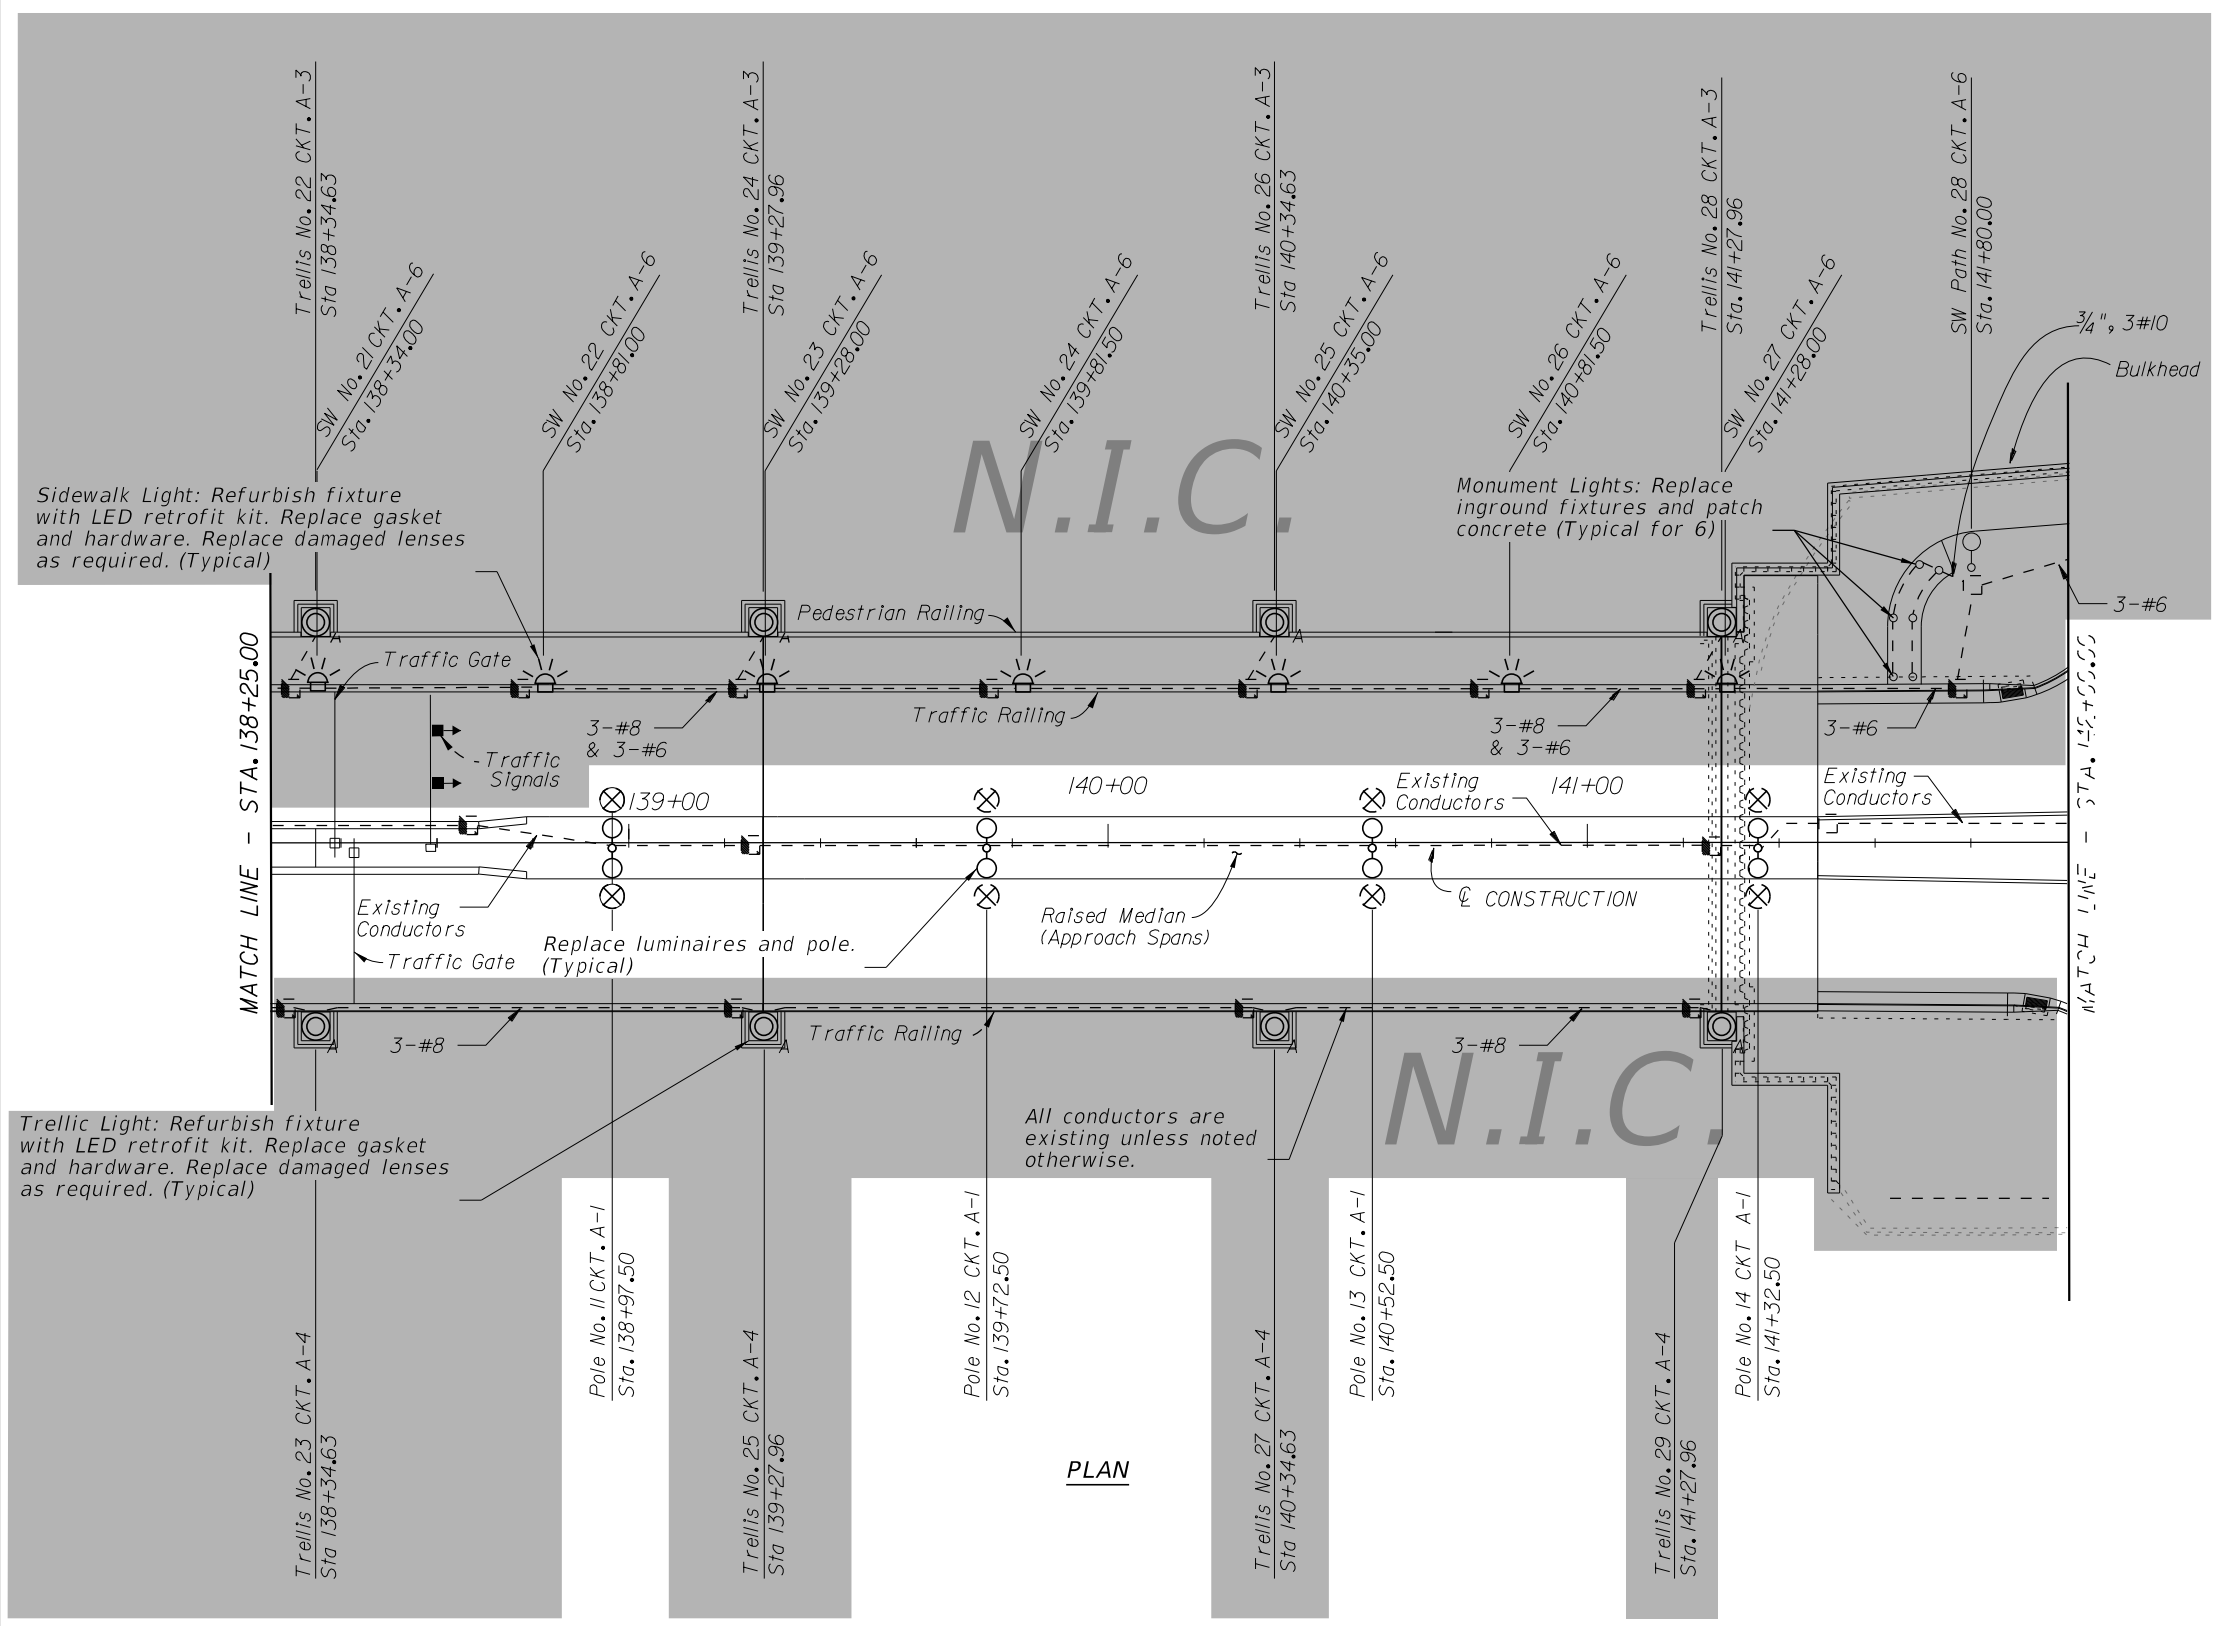 Trellis No. 22 CKT. A-3
Sta 138+34.63
Trellis No. 24 CKT. A-3
Sta 139+27.96
Trellis No. 26 CKT. A-3
Sta 140+34.63
Trellis No. 28 CKT. A-3
Sta. 141+27.96
SW Path No. 28 CKT. A-6
Sta. 141+80.00
SW No. 21 CKT. A-6
Sta. 138+34.00
SW No. 22 CKT. A-6
Sta. 138+81.00
SW No. 23 CKT. A-6
Sta. 139+28.00
SW No. 24 CKT. A-6
Sta. 139+81.50
SW No. 25 CKT. A-6
Sta. 140+35.00
SW No. 26 CKT. A-6
Sta. 140+81.50
SW No. 27 CKT. A-6
Sta. 141+28.00
3/4", 3#10
Bulkhead
N.I.C.
Sidewalk Light: Refurbish fixture
with LED retrofit kit. Replace gasket
and hardware. Replace damaged lenses
as required. (Typical)
Monument Lights: Replace
inground fixtures and patch
concrete (Typical for 6)
Pedestrian Railing
3-#6
A
A
A
A
Traffic Gate
Traffic Railing
3-#8
& 3-#6
3-#8
& 3-#6
3-#6
Traffic
Signals
MATCH LINE - STA. 138+25.00
139+00
140+00
141+00
Existing
Conductors
Existing
Conductors
MATCH LINE - STA.
Existing
Conductors
Traffic Gate
Replace luminaires and pole.
(Typical)
Raised Median
(Approach Spans)
℄ CONSTRUCTION
3-#8
Traffic Railing
3-#8
A
A
A
A
N.I.C.
Trellic Light: Refurbish fixture
with LED retrofit kit. Replace gasket
and hardware. Replace damaged lenses
as required. (Typical)
All conductors are
existing unless noted
otherwise.
Pole No. 11 CKT. A-1
Sta. 138+97.50
Pole No. 12 CKT. A-1
Sta. 139+72.50
Pole No. 13 CKT. A-1
Sta. 140+52.50
Pole No. 14 CKT A-1
Sta. 141+32.50
Trellis No. 23 CKT. A-4
Sta 138+34.63
Trellis No. 25 CKT. A-4
Sta 139+27.96
Trellis No. 27 CKT. A-4
Sta 140+34.63
Trellis No. 29 CKT. A-4
Sta. 141+27.96
PLAN